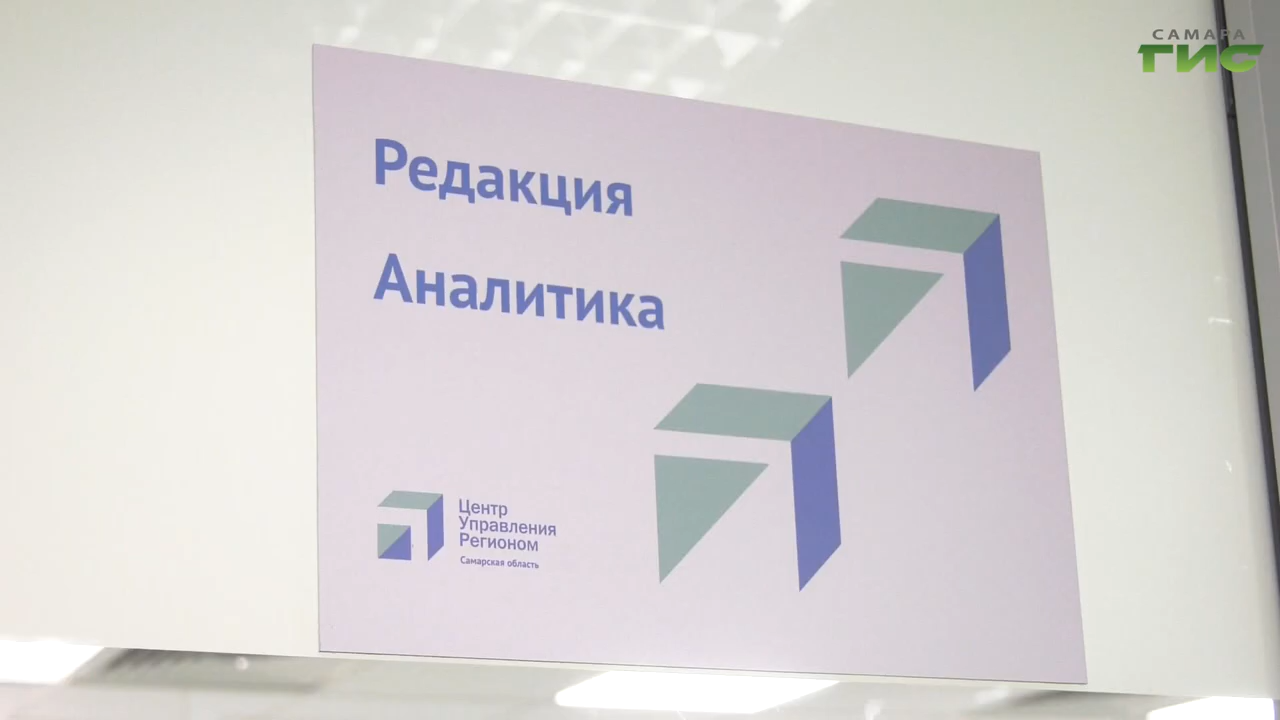 САМАРА
ГИС
Редакция
Аналитика
Центр
Управления
Регионом
Самарская область